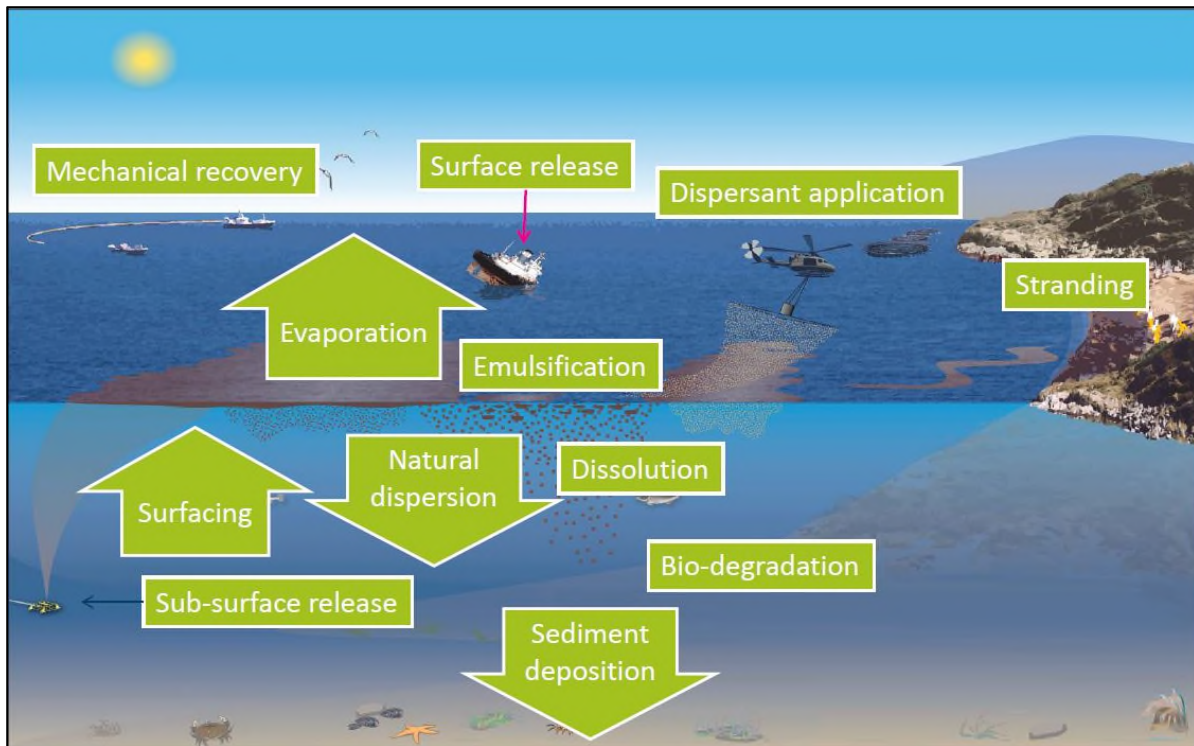 Mechanical recovery
Surface release
Dispersant application
Stranding
Evaporation
Emulsification
Natural
dispersion
Dissolution
Surfacing
Bio-degradation
Sub-surface release
Sediment
deposition